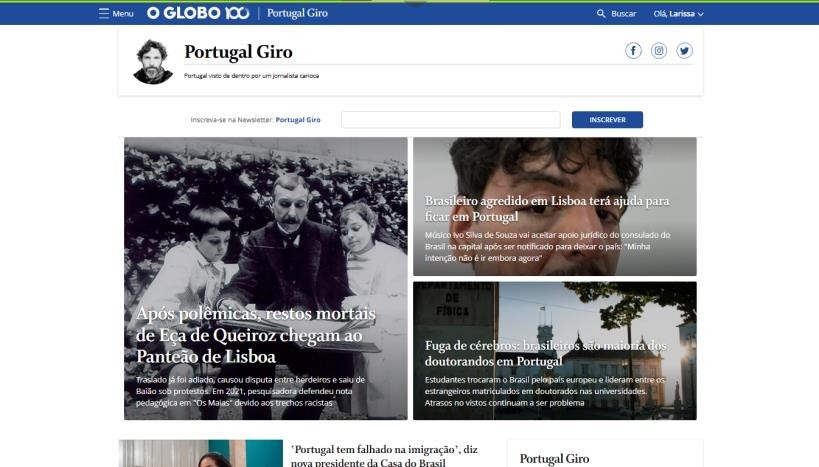 Menu
O GLOBO 100
Portugal Giro
Buscar
Olá, Larissa
Portugal Giro
Portugal visto de dentro por um jornalista carioca
Inscreva-se na Newsletter: Portugal Giro
INSCREVER
Após polêmicas, restos mortais
de Eça de Queiroz chegam ao
Panteão de Lisboa
Traslado já foi adiado, causou disputa entre herdeiros e saiu de
Baião sob protestos. Em 2021, pesquisadora defendeu nota
pedagógica em "Os Maias" devido aos trechos racistas
Brasileiro agredido em Lisboa terá ajuda para
ficar em Portugal
Músico Ivo Silva de Souza vai aceitar apoio jurídico do consulado do
Brasil na capital após ser notificado para deixar o país: "Minha
intenção não é ir embora agora"
DEPARTAMENTO
DE
FÍSICA
Fuga de cérebros: brasileiros são maioria dos
doutorandos em Portugal
Estudantes trocaram o Brasil pelo país europeu e lideram entre os
estrangeiros matriculados em doutorados nas universidades.
Atrasos no vistos continuam a ser problema
'Portugal tem falhado na imigração', diz
nova presidente da Casa do Brasil
Portugal Giro